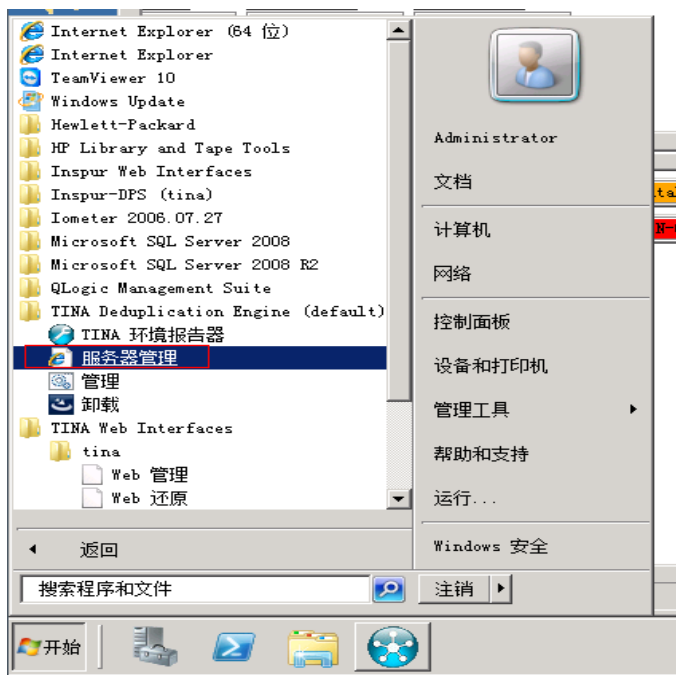 Internet Explorer (64 位)
Internet Explorer
TeamViewer 10
Windows Update
Hewlett-Packard
HP Library and Tape Tools
Inspur Web Interfaces
Inspur-DPS (tina)
Iometer 2006.07.27
Microsoft SQL Server 2008
Microsoft SQL Server 2008 R2
QLogic Management Suite
TINA Deduplication Engine (default)
TINA 环境报告器
服务器管理
管理
卸载
TINA Web Interfaces
tina
Web 管理
Web 还原
返回
搜索程序和文件
Administrator
文档
计算机
网络
控制面板
设备和打印机
管理工具
帮助和支持
运行...
Windows 安全
注销
开始